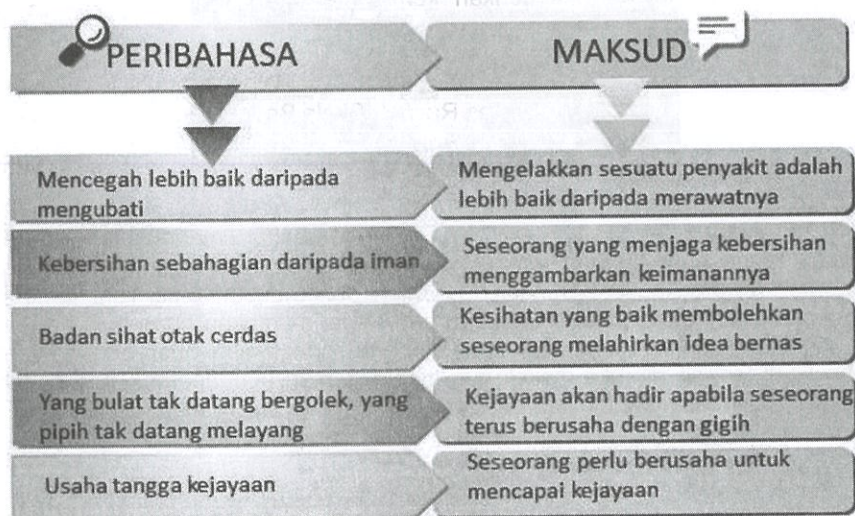 PERIBAHASA
MAKSUD
Mencegah lebih baik daripada
mengubati
Mengelakkan sesuatu penyakit adalah
lebih baik daripada merawatnya
Kebersihan sebahagian daripada iman
Seseorang yang menjaga kebersihan
menggambarkan keimanannya
Badan sihat otak cerdas
Kesihatan yang baik membolehkan
seseorang melahirkan idea bernas
Yang bulat tak datang bergolek, yang
pipih tak datang melayang
Kejayaan akan hadir apabila seseorang
terus berusaha dengan gigih
Usaha tangga kejayaan
Seseorang perlu berusaha untuk
mencapai kejayaan